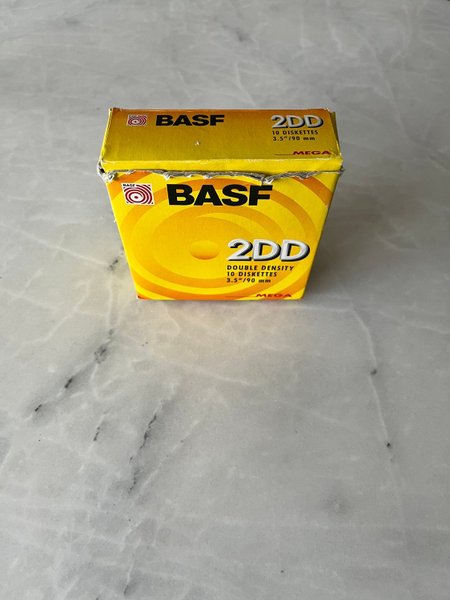 BASF
2DD
10 DISKETTES
3.5"/90 mm
MEGA
BASF
BASF
2DD
DOUBLE DENSITY
10 DISKETTES
3.5"/90 mm
MEGA